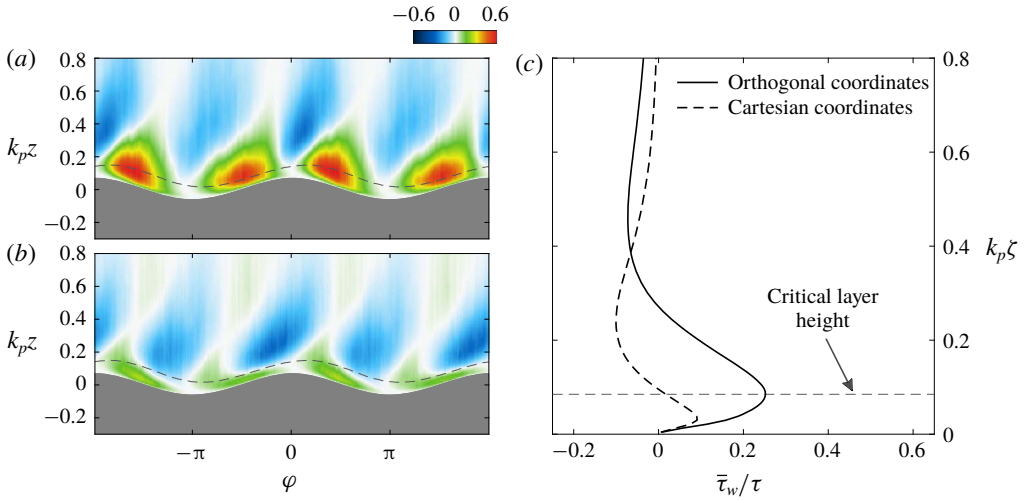 −0.6 0 0.6
(a)
0.8
0.6
0.4
0.2
0
−0.2
k_p z
(b)
0.8
0.6
0.4
0.2
0
−0.2
k_p z
−π 0 π
φ
(c)
Orthogonal coordinates
Cartesian coordinates
Critical layer
height
0.8
0.6
0.4
0.2
0
k_p ζ
−0.2 0 0.2 0.4 0.6
τ̅_w/τ